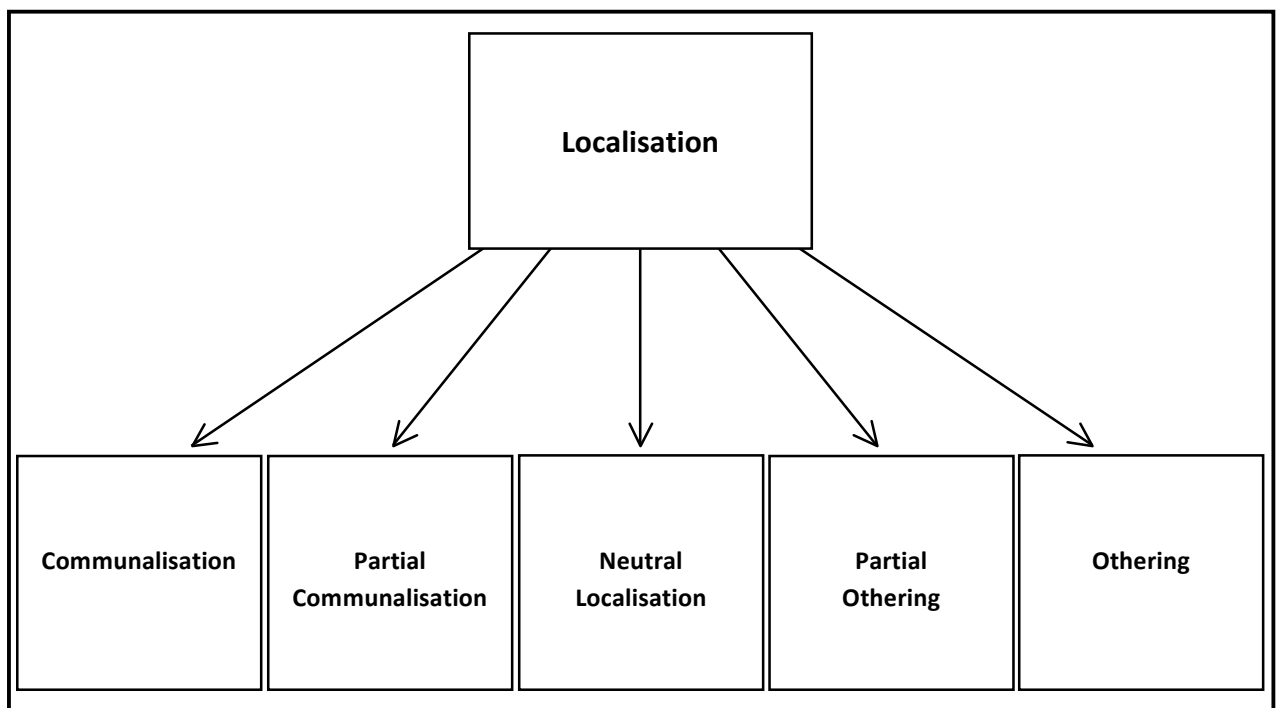 Localisation
Communalisation
Partial
Communalisation
Neutral
Localisation
Partial
Othering
Othering